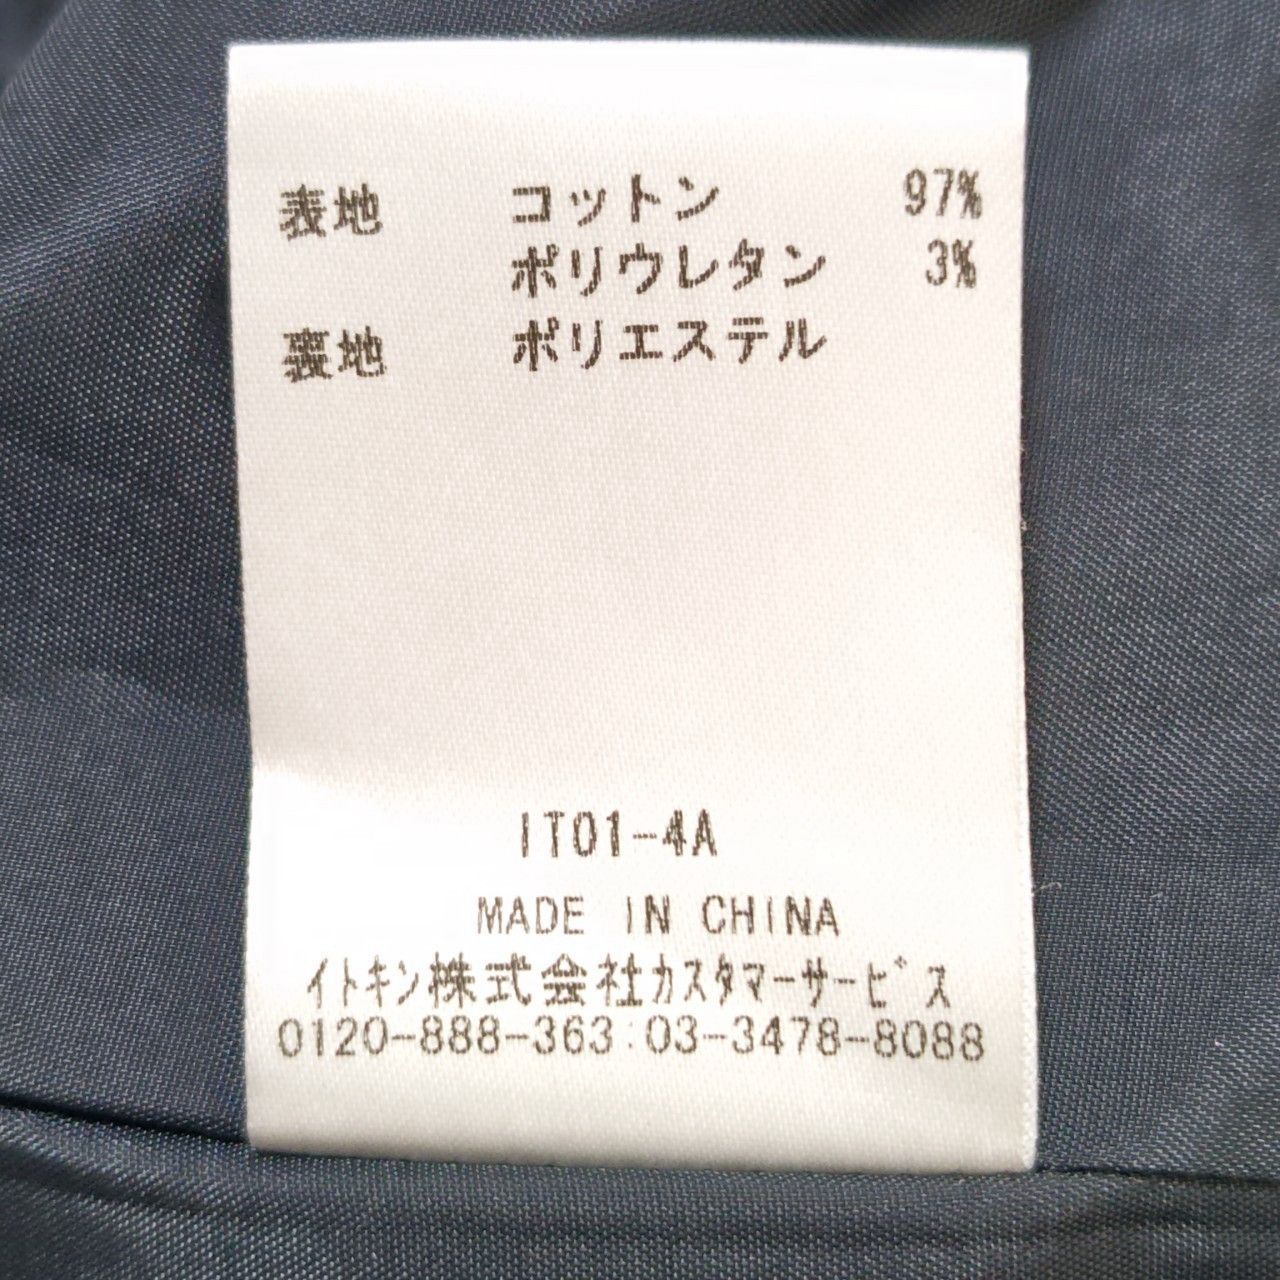 表地 コットン 97%
ポリウレタン 3%
裏地 ポリエステル
IT01-4A
MADE IN CHINA
イトキン株式会社カスタマーサービス
0120-888-363:03-3478-8088